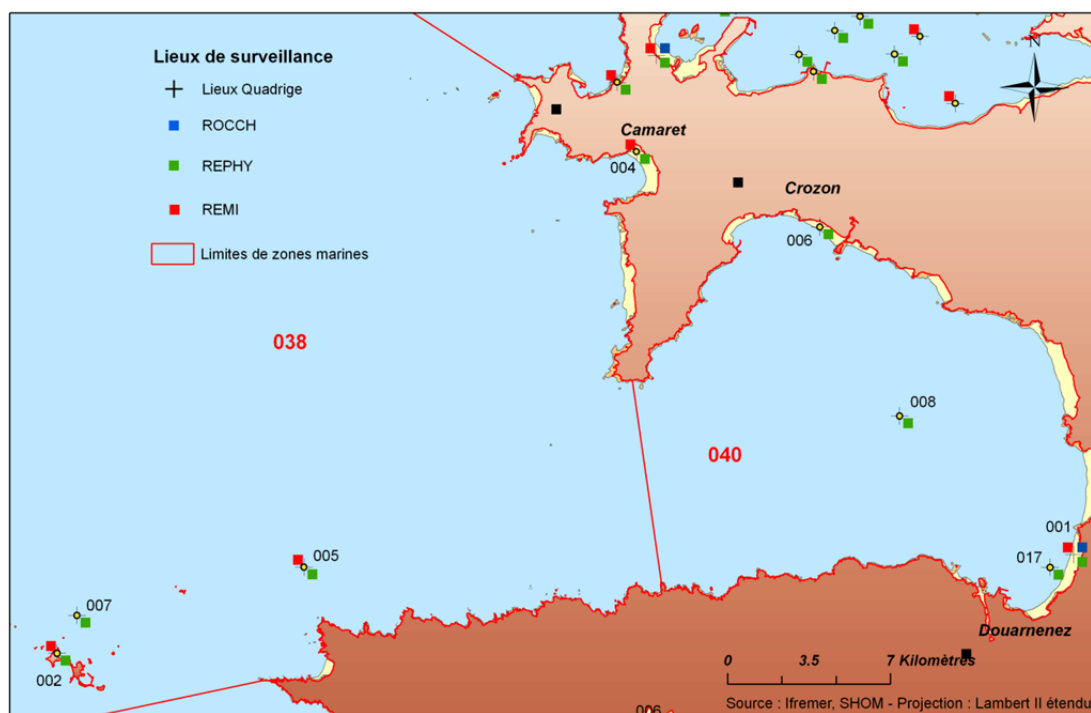 Lieux de surveillance
Lieux Quadrige
ROCCH
REPHY
REMI
Limites de zones marines
N
Camaret
004
Crozon
006
038
008
040
001
005
017
007
Douarnenez
002
0 3.5 7 Kilomètres
Source : Ifremer, SHOM - Projection : Lambert II étendu